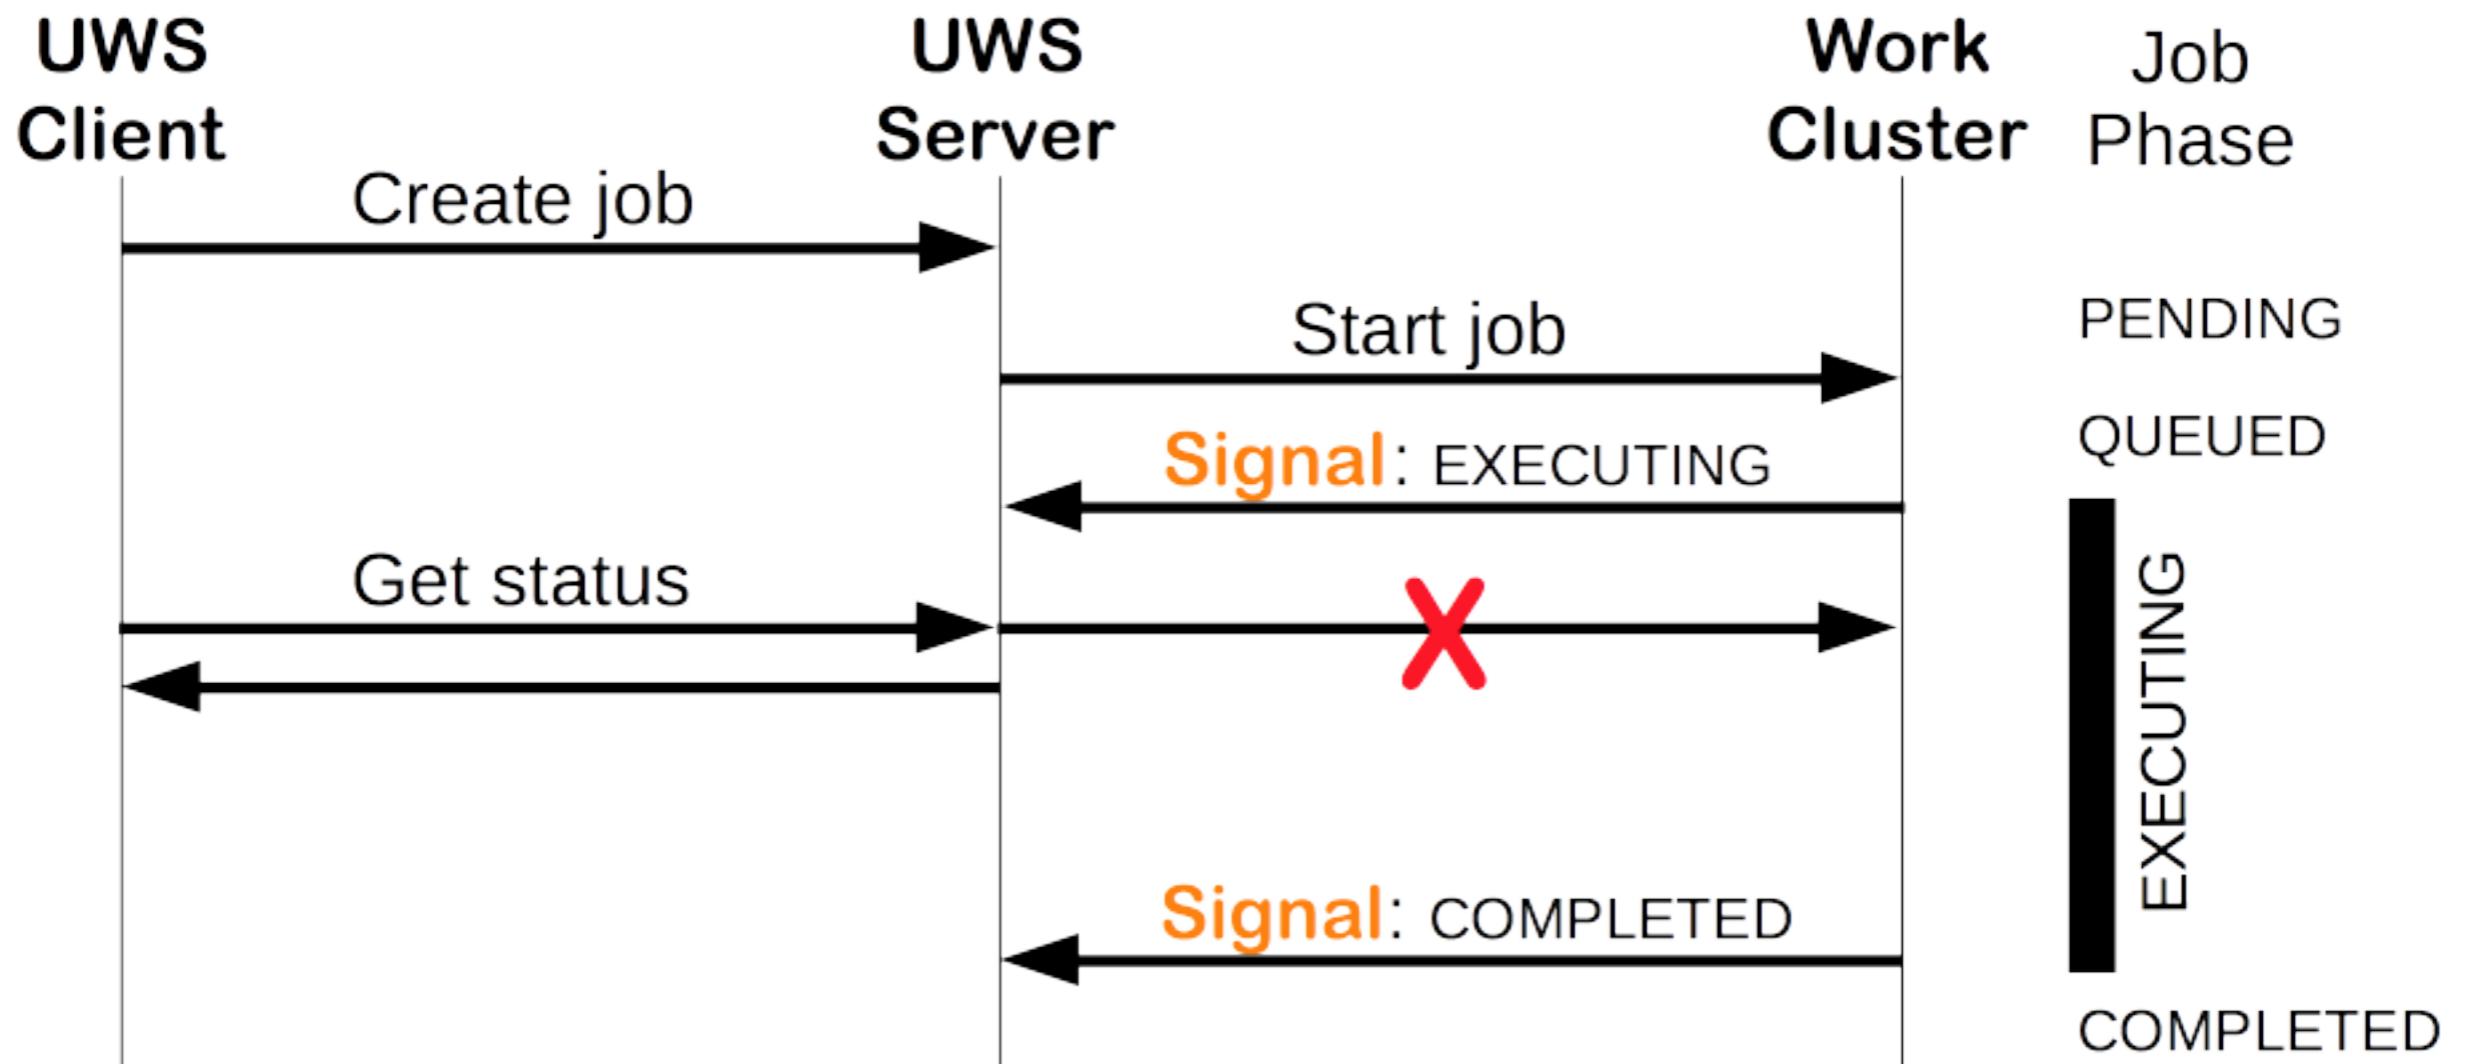 UWS
Client
UWS
Server
Work
Cluster
Job
Phase
Create job
Start job
PENDING
Signal: EXECUTING
QUEUED
Get status
EXECUTING
Signal: COMPLETED
COMPLETED